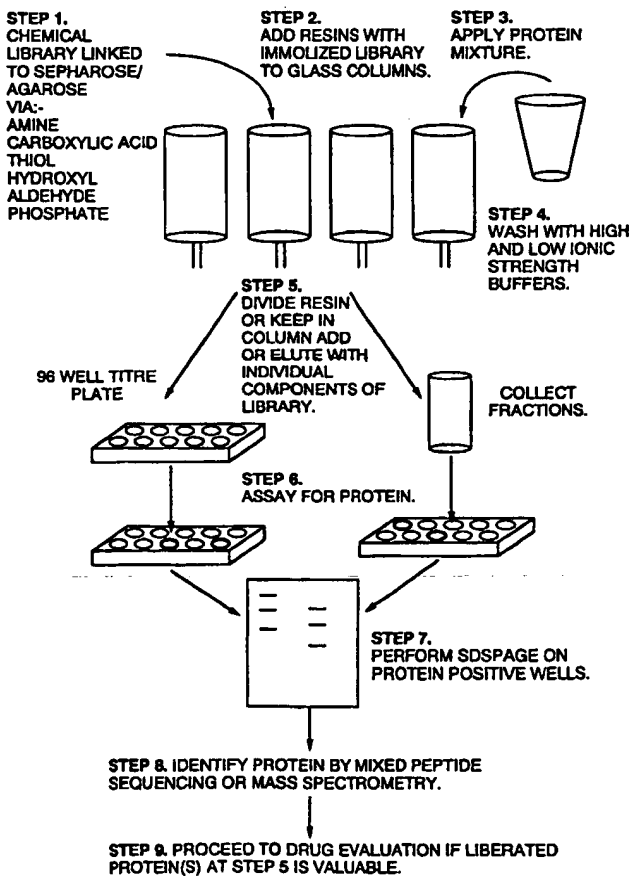 STEP 1.
CHEMICAL
LIBRARY LINKED
TO SEPHAROSE/
AGAROSE
VIA:-
AMINE
CARBOXYLIC ACID
THIOL
HYDROXYL
ALDEHYDE
PHOSPHATE
STEP 2.
ADD RESINS WITH
IMMOLIZED LIBRARY
TO GLASS COLUMNS.
STEP 3.
APPLY PROTEIN
MIXTURE.
STEP 4.
WASH WITH HIGH
AND LOW IONIC
STRENGTH
BUFFERS.
STEP 5.
DIVIDE RESIN
OR KEEP IN
COLUMN ADD
OR ELUTE WITH
INDIVIDUAL
COMPONENTS OF
LIBRARY.
96 WELL TITRE
PLATE
COLLECT
FRACTIONS.
STEP 6.
ASSAY FOR PROTEIN.
STEP 7.
PERFORM SDSPAGE ON
PROTEIN POSITIVE WELLS.
STEP 8. IDENTIFY PROTEIN BY MIXED PEPTIDE
SEQUENCING OR MASS SPECTROMETRY.
STEP 9. PROCEED TO DRUG EVALUATION IF LIBERATED
PROTEIN(S) AT STEP 5 IS VALUABLE.